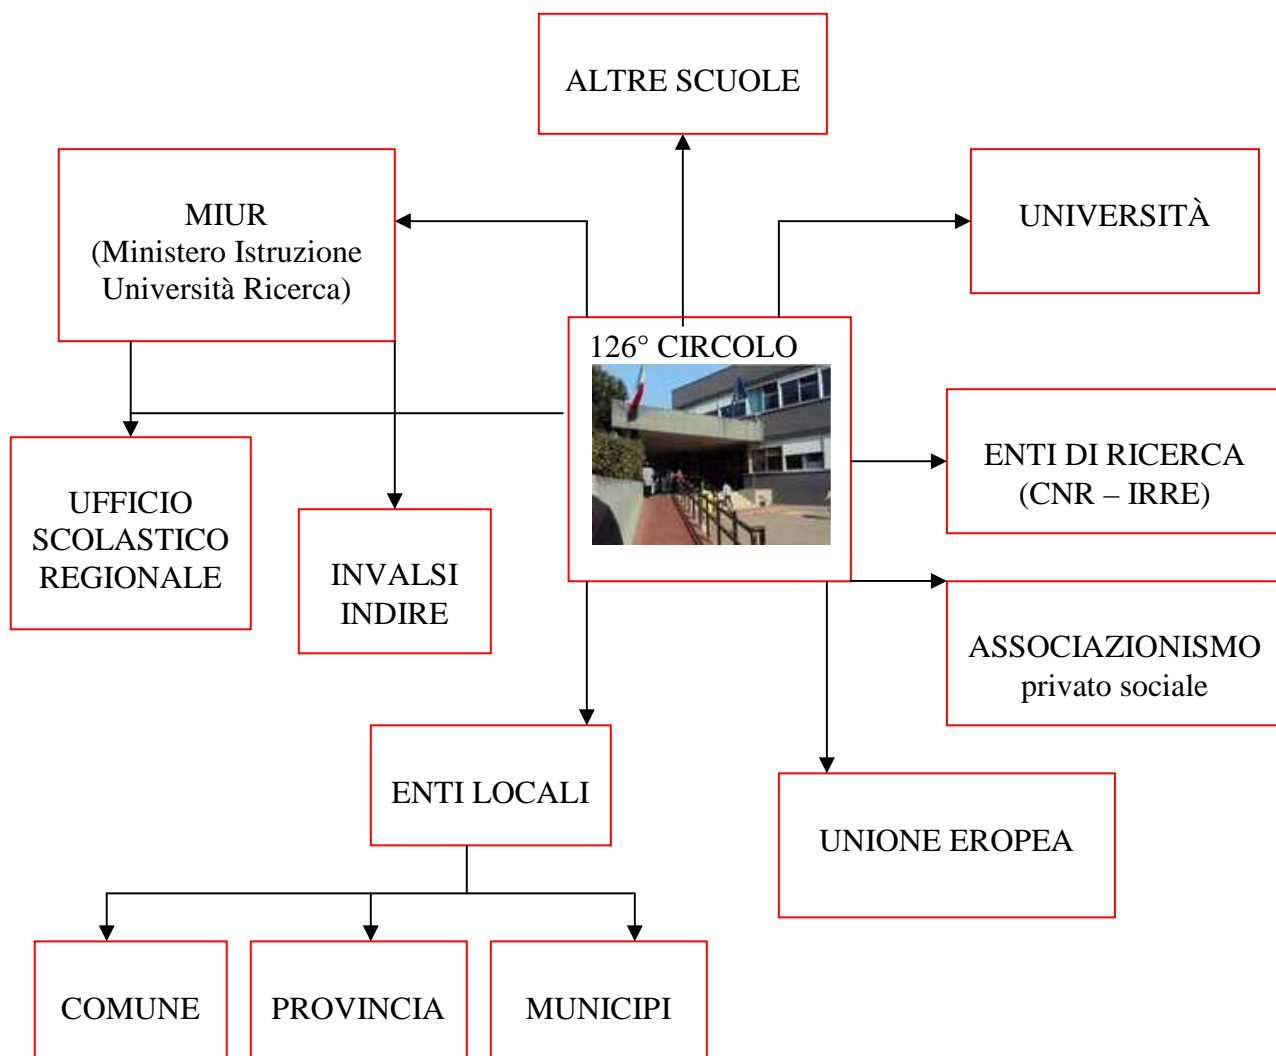 ALTRE SCUOLE
MIUR
(Ministero Istruzione
Università Ricerca)
UNIVERSITÀ
126° CIRCOLO
ENTI DI RICERCA
(CNR – IRRE)
UFFICIO
SCOLASTICO
REGIONALE
INVALSI
INDIRE
ASSOCIAZIONISMO
privato sociale
ENTI LOCALI
UNIONE EROPEA
COMUNE
PROVINCIA
MUNICIPI